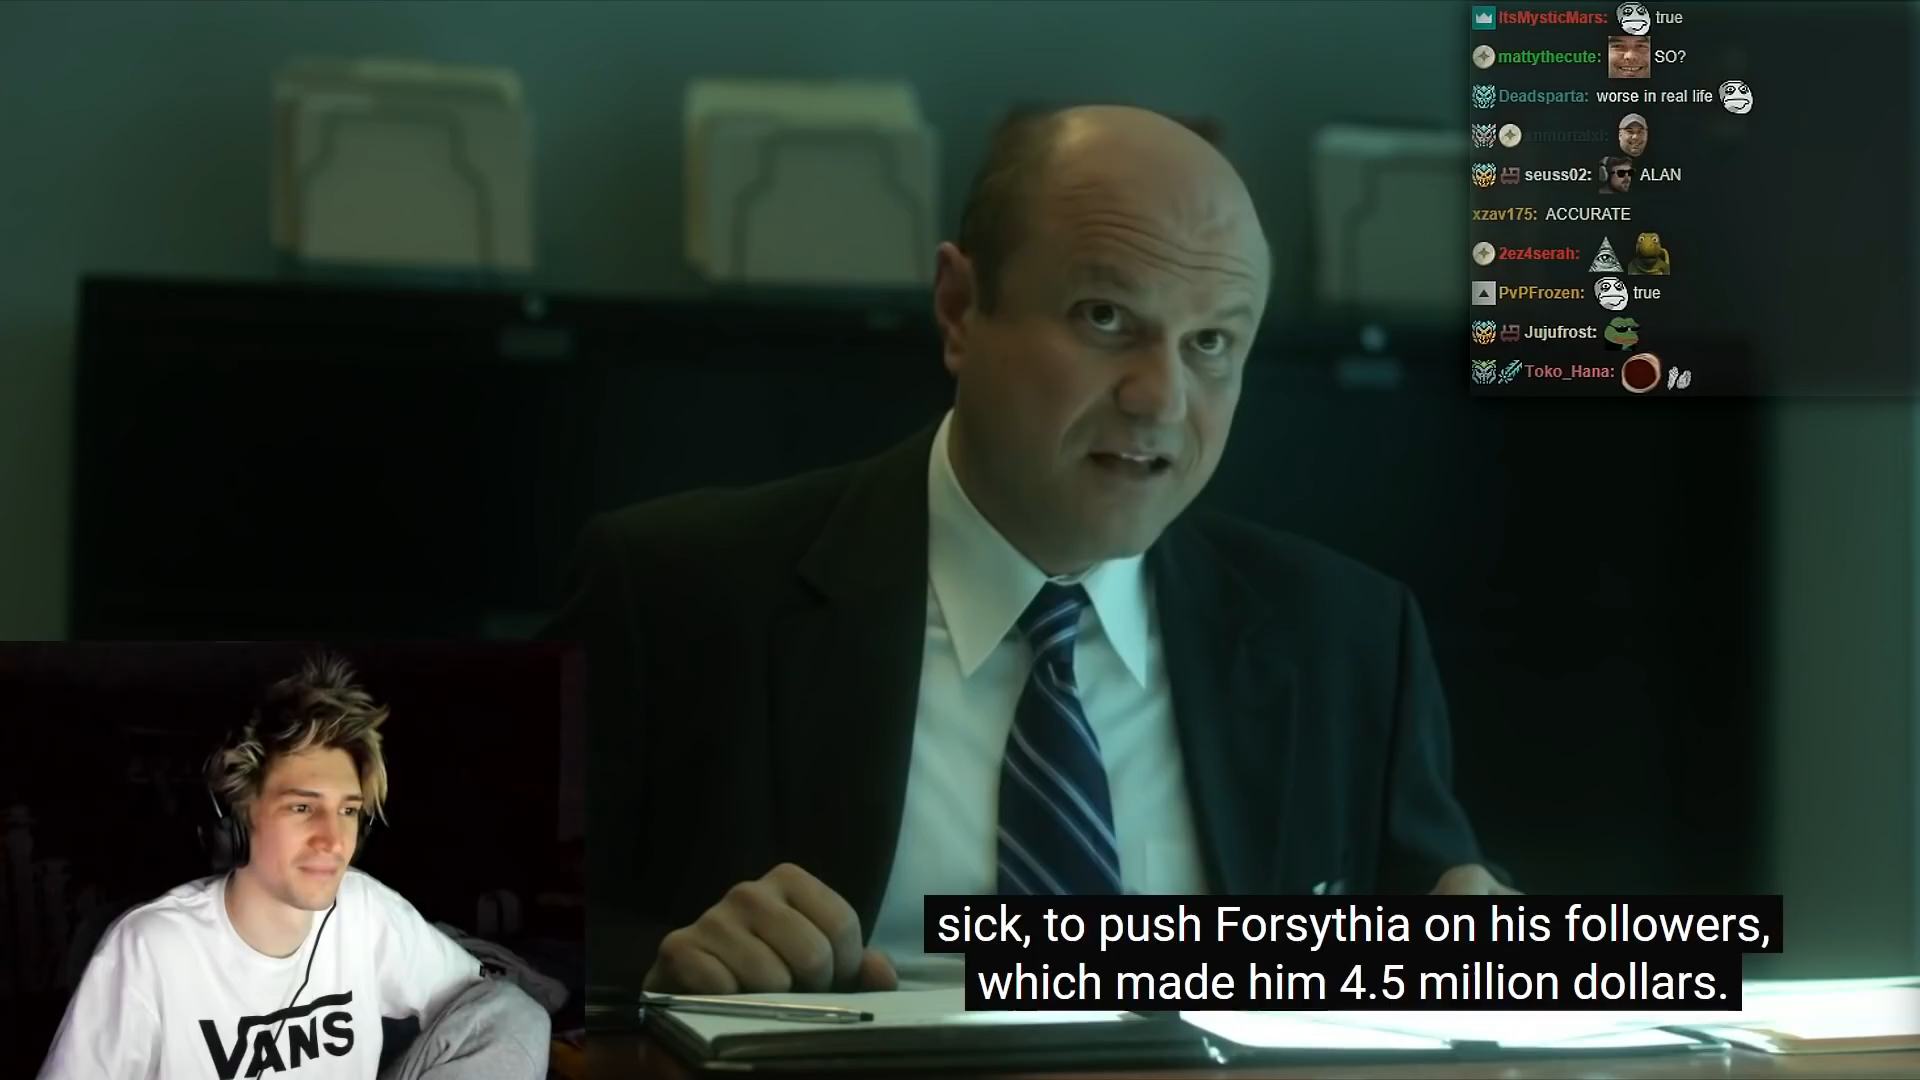 ItsMysticMars: true
mattythecute: SO?
Deadsparta: worse in real life
seuss02: ALAN
xzav175: ACCURATE
2ez4serah:
PvPFrozen: true
Jujufrost:
Toko_Hana:
sick, to push Forsythia on his followers,
which made him 4.5 million dollars.
VANS